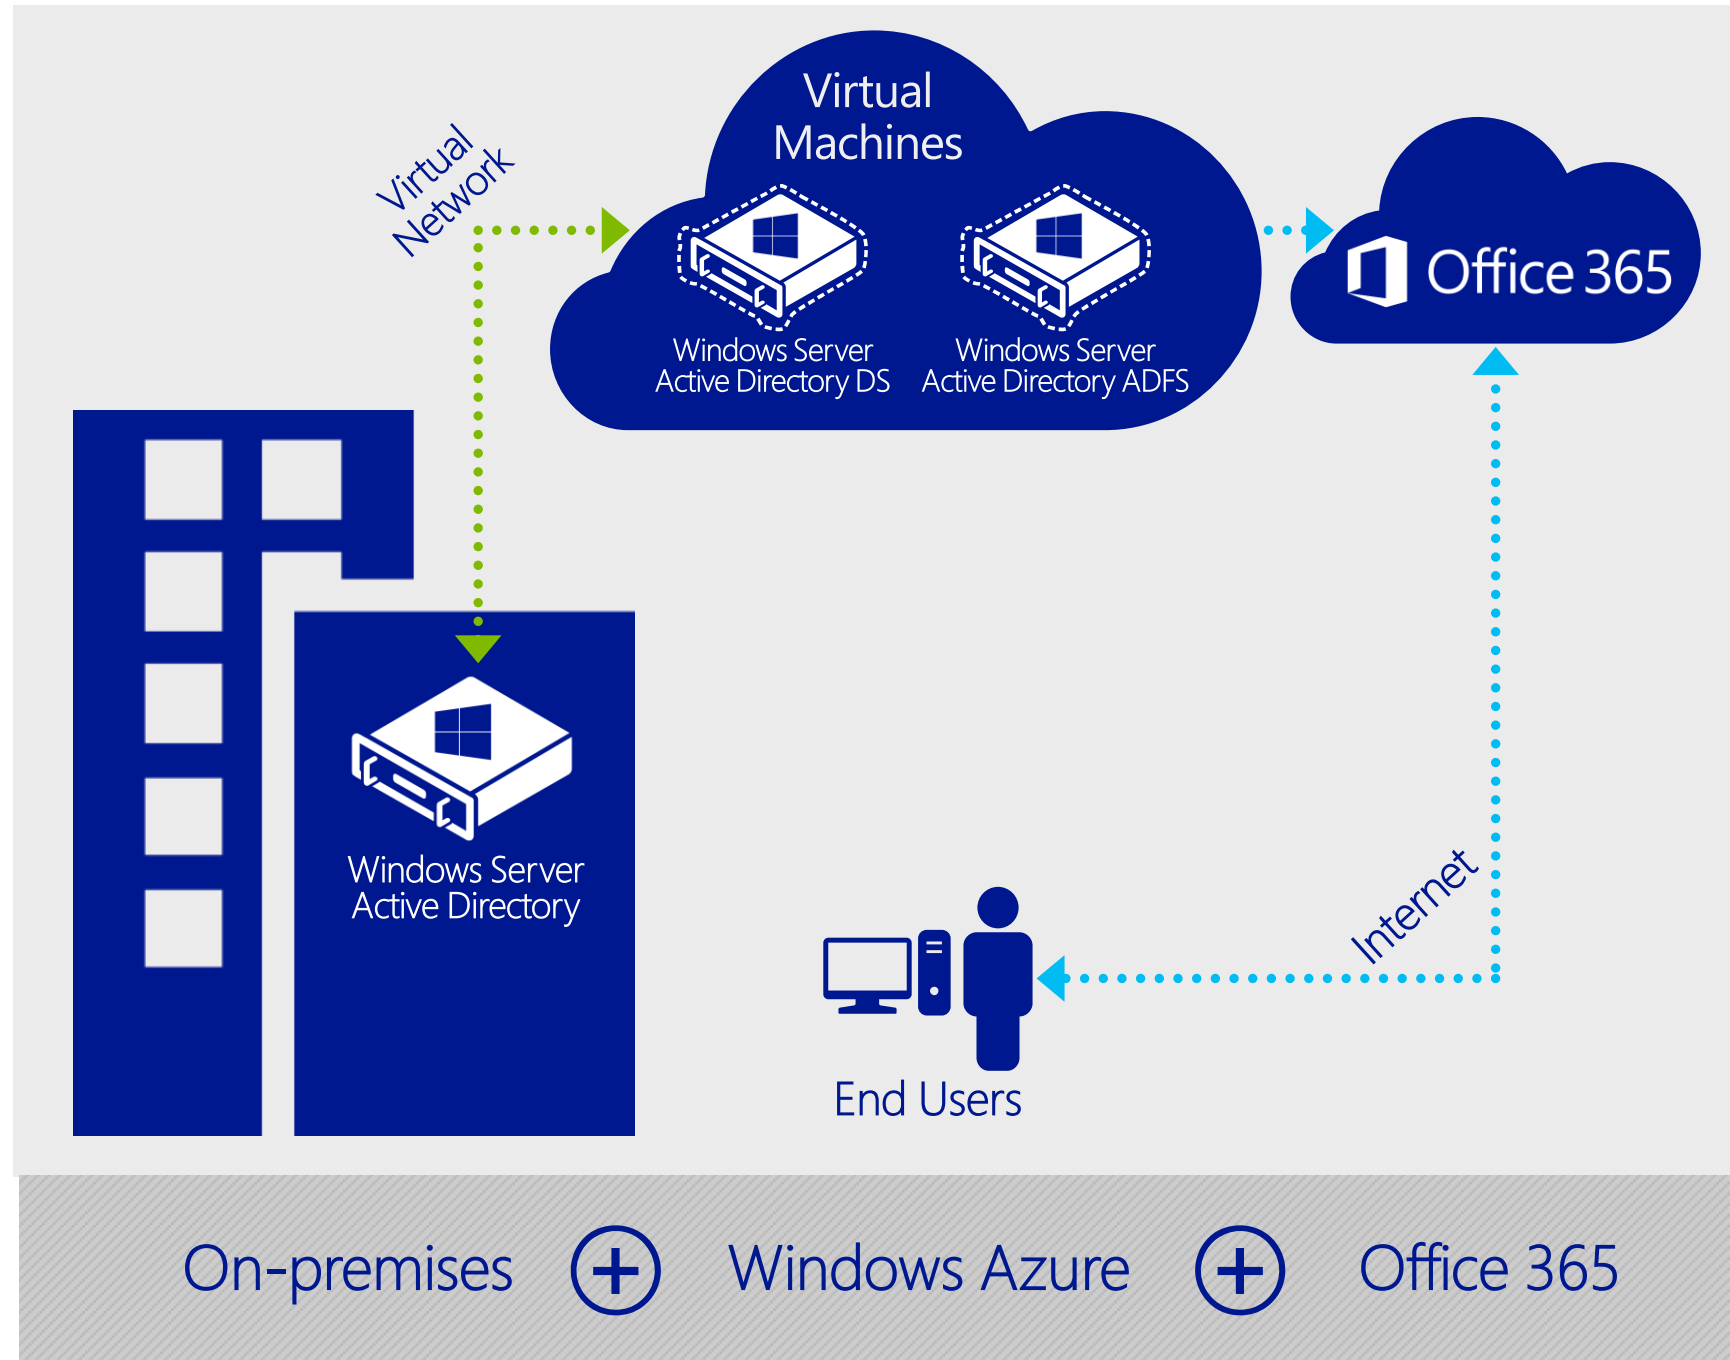 Virtual
Machines
Virtual
Network
Office 365
Windows Server
Active Directory DS
Windows Server
Active Directory ADFS
Windows Server
Active Directory
Internet
End Users
On-premises + Windows Azure + Office 365